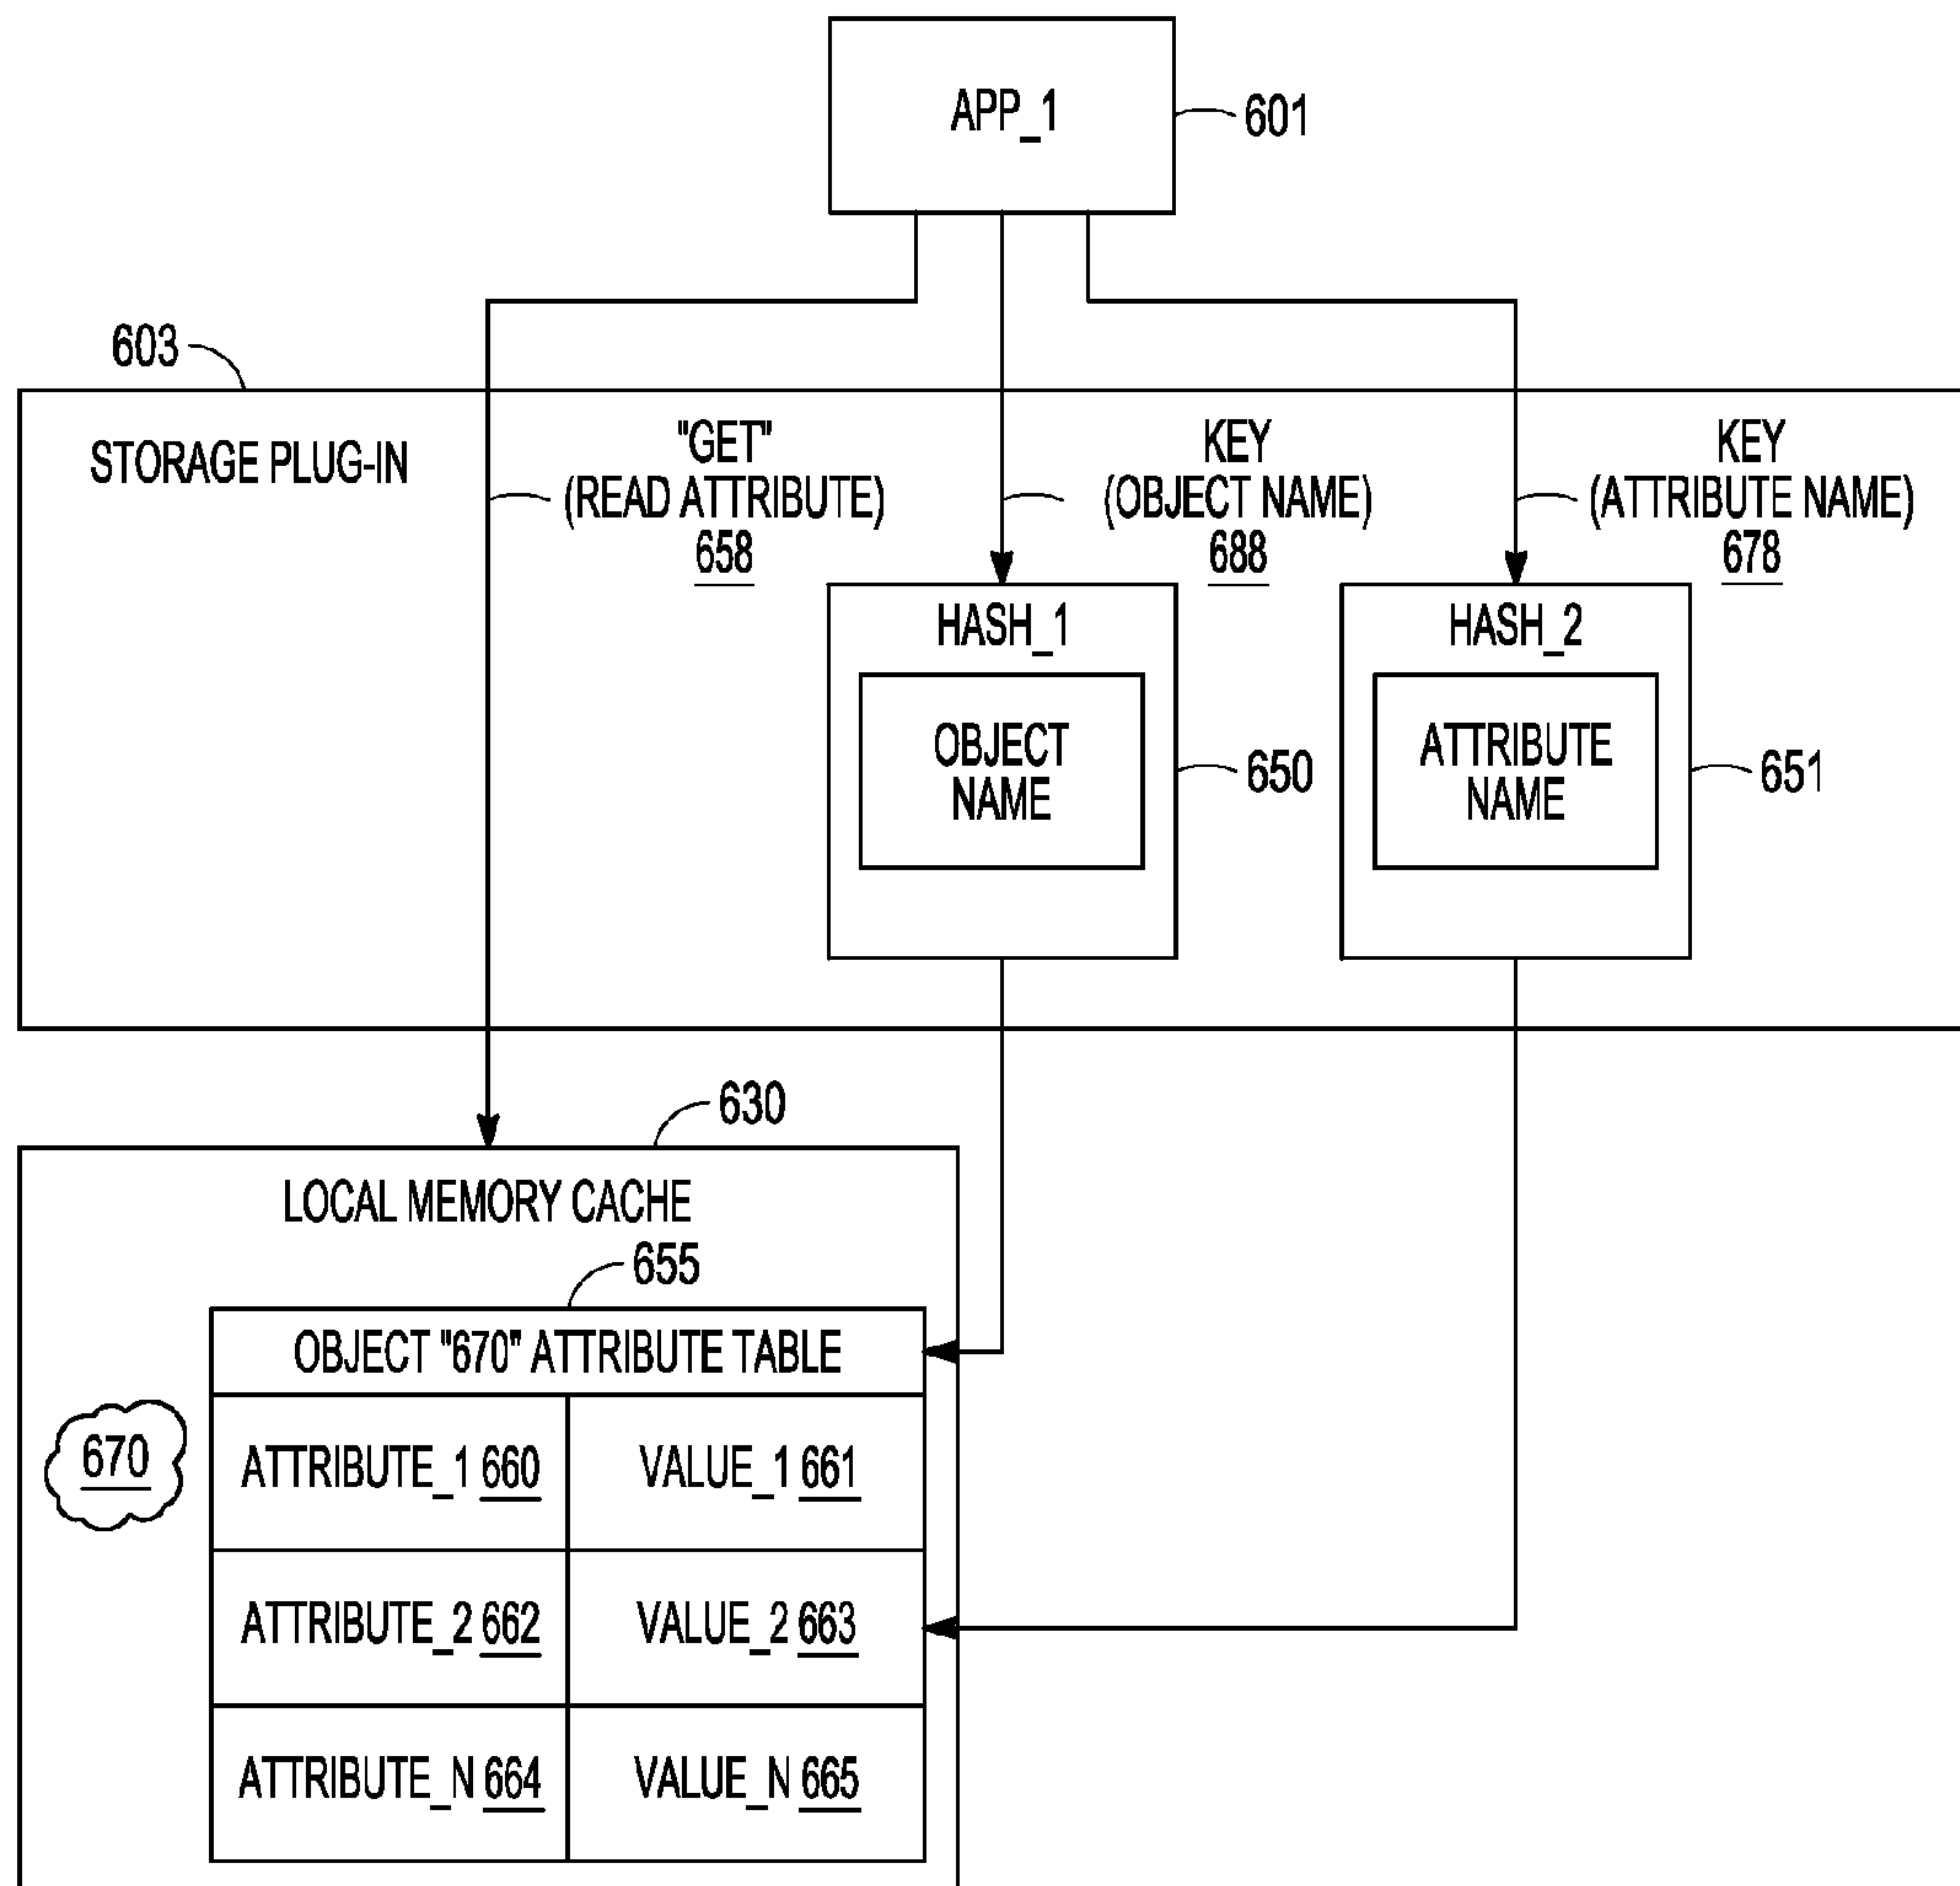 APP_1
601
603
STORAGE PLUG-IN
"GET"
(READ ATTRIBUTE)
658
KEY
(OBJECT NAME)
688
KEY
(ATTRIBUTE NAME)
678
HASH_1
OBJECT
NAME
650
HASH_2
ATTRIBUTE
NAME
651
630
LOCAL MEMORY CACHE
655
OBJECT "670" ATTRIBUTE TABLE
670
ATTRIBUTE_1 660
VALUE_1 661
ATTRIBUTE_2 662
VALUE_2 663
ATTRIBUTE_N 664
VALUE_N 665